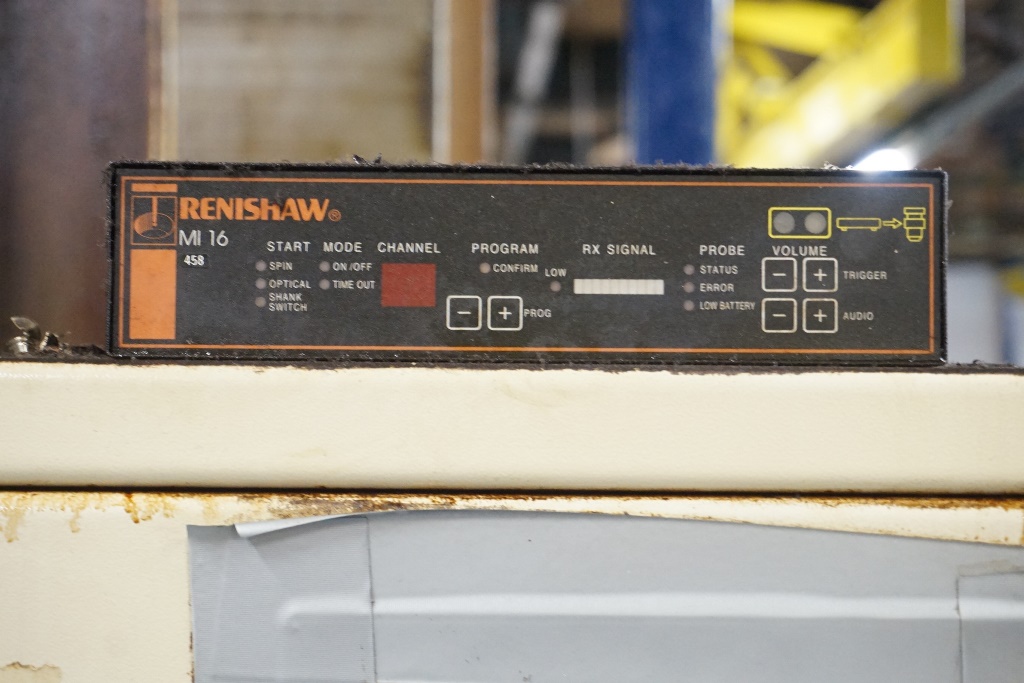 RENISHAW®
MI 16
458
START
SPIN
OPTICAL
SHANK
SWITCH
MODE
ON/OFF
TIME OUT
CHANNEL
PROGRAM
CONFIRM
- + PROG
RX SIGNAL
LOW
PROBE
STATUS
ERROR
LOW BATTERY
VOLUME
- + TRIGGER
- + AUDIO